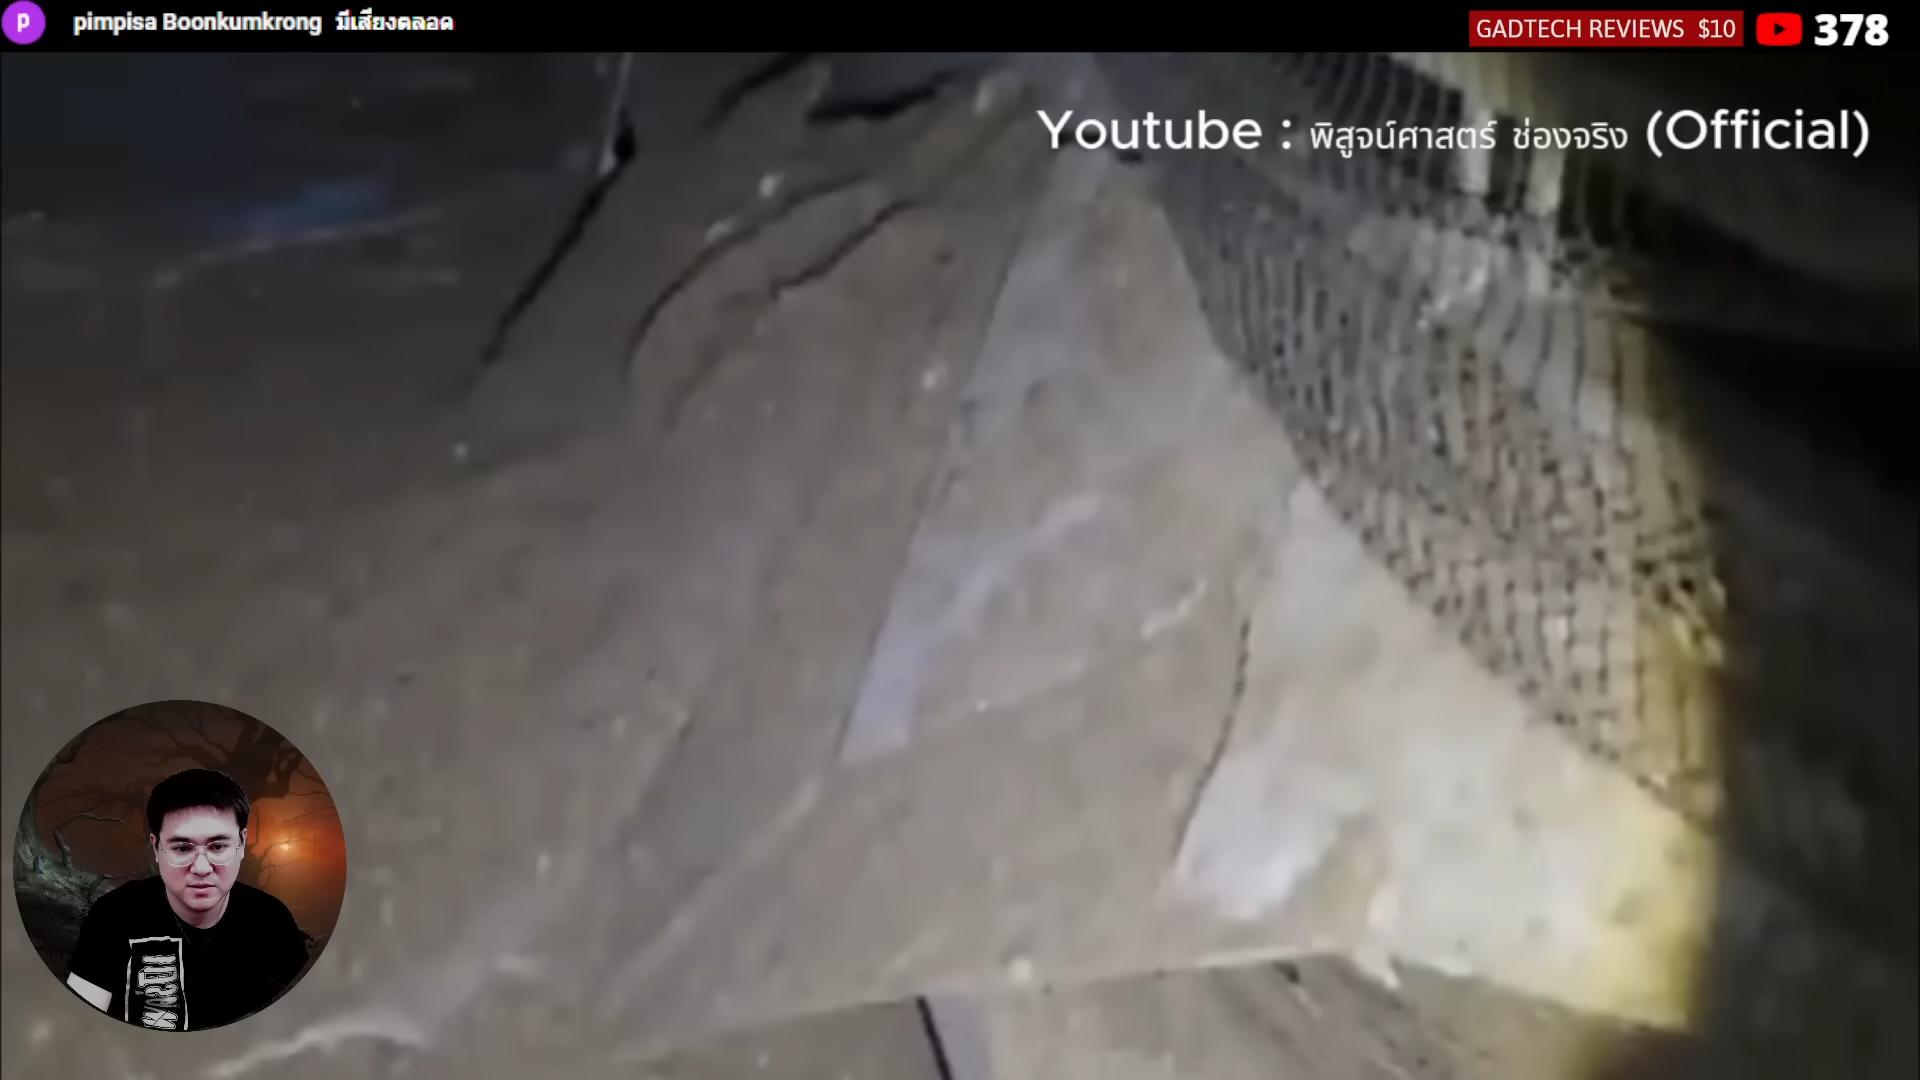 P pimpisa Boonkumkrong มีเสียงตลอด
GADTECH REVIEWS $10 378
Youtube : พิสูจน์ศาสตร์ ช่องจริง (Official)